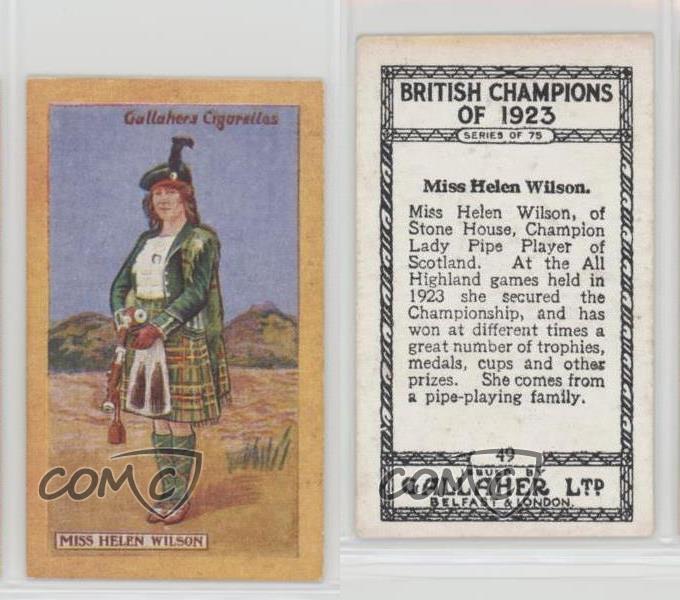 Gallahers Cigarettes
MISS HELEN WILSON
BRITISH CHAMPIONS
OF 1923
SERIES OF 75
Miss Helen Wilson.
Miss Helen Wilson, of
Stone House, Champion
Lady Pipe Player of
Scotland. At the All
Highland games held in
1923 she secured the
Championship, and has
won at different times a
great number of trophies,
medals, cups and other
prizes. She comes from
a pipe-playing family.
49
ISSUED BY
GALLAHER LTD
BELFAST & LONDON.
COMC
COMC